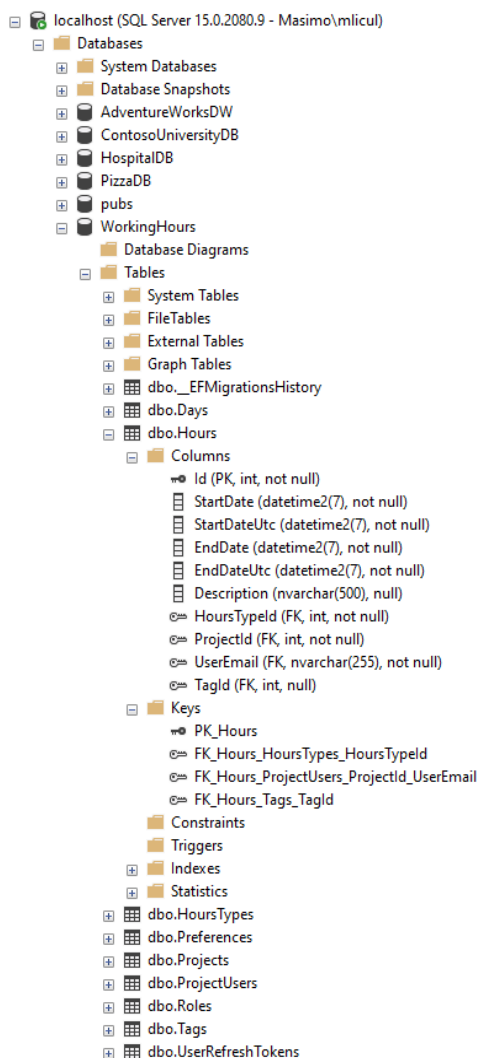 localhost (SQL Server 15.0.2080.9 - Masimo\mlicul)
Databases
System Databases
Database Snapshots
AdventureWorksDW
ContosoUniversityDB
HospitalDB
PizzaDB
pubs
WorkingHours
Database Diagrams
Tables
System Tables
FileTables
External Tables
Graph Tables
dbo.__EFMigrationsHistory
dbo.Days
dbo.Hours
Columns
Id (PK, int, not null)
StartDate (datetime2(7), not null)
StartDateUtc (datetime2(7), not null)
EndDate (datetime2(7), not null)
EndDateUtc (datetime2(7), not null)
Description (nvarchar(500), null)
HoursTypeId (FK, int, not null)
ProjectId (FK, int, not null)
UserEmail (FK, nvarchar(255), not null)
TagId (FK, int, null)
Keys
PK_Hours
FK_Hours_HoursTypes_HoursTypeId
FK_Hours_ProjectUsers_ProjectId_UserEmail
FK_Hours_Tags_TagId
Constraints
Triggers
Indexes
Statistics
dbo.HoursTypes
dbo.Preferences
dbo.Projects
dbo.ProjectUsers
dbo.Roles
dbo.Tags
dbo.UserRefreshTokens